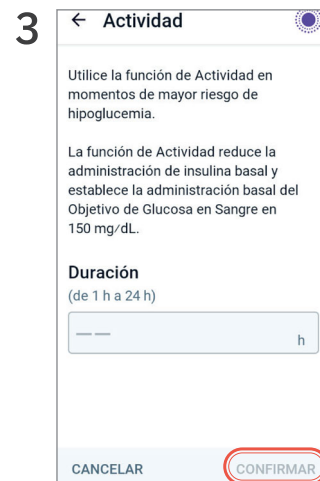 3
← Actividad
Utilice la función de Actividad en
momentos de mayor riesgo de
hipoglucemia.
La función de Actividad reduce la
administración de insulina basal y
establece la administración basal del
Objetivo de Glucosa en Sangre en
150 mg/dL.
Duración
(de 1 h a 24 h)
— — h
CANCELAR CONFIRMAR